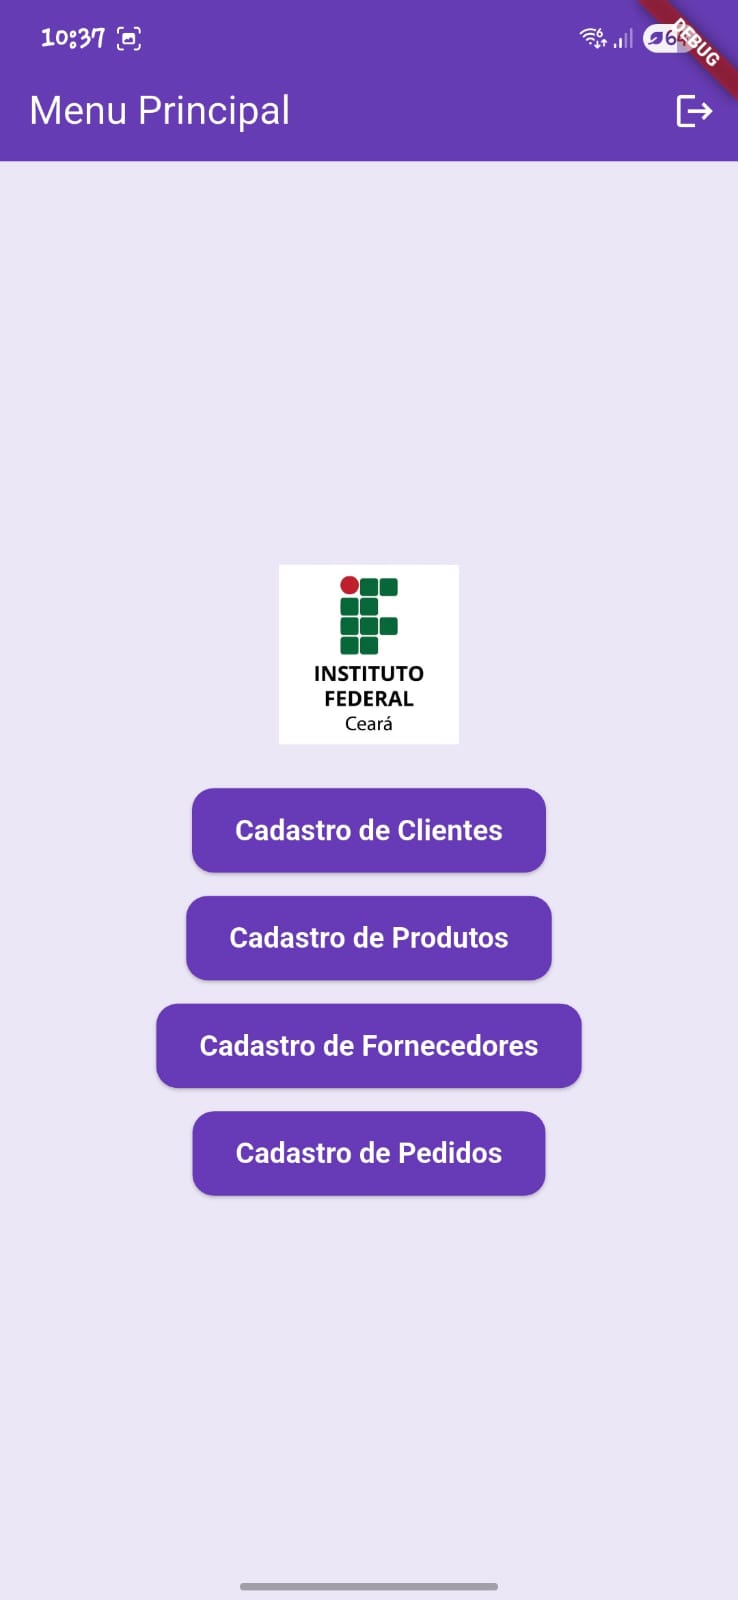 10:37
DEBUG
Menu Principal
INSTITUTO
FEDERAL
Ceará
Cadastro de Clientes
Cadastro de Produtos
Cadastro de Fornecedores
Cadastro de Pedidos